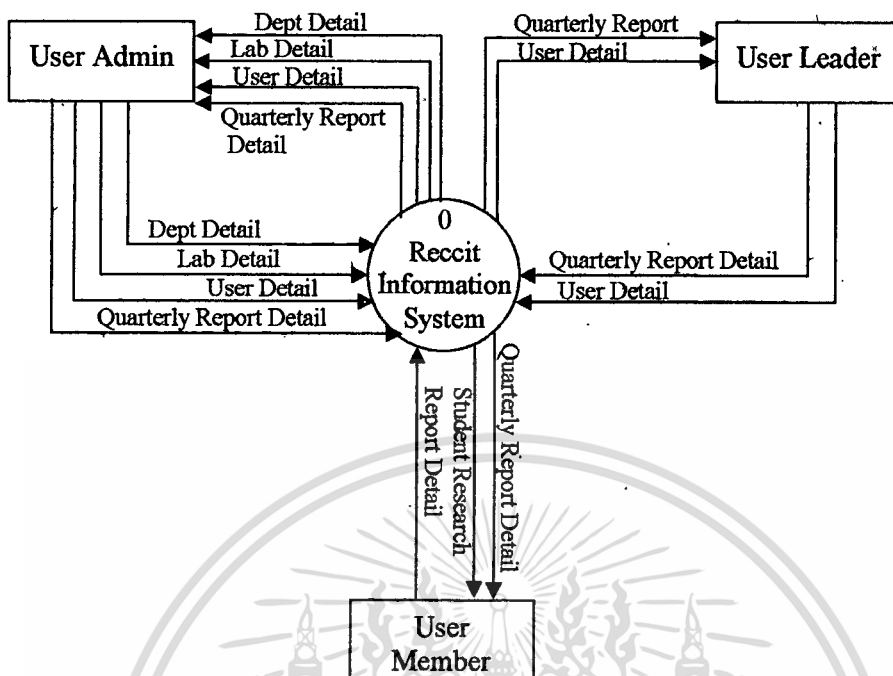 Dept Detail
Lab Detail
User Detail
Quarterly Report
Detail
User Admin
Quarterly Report
User Detail
User Leader
0
Reccit
Information
System
Dept Detail
Lab Detail
User Detail
Quarterly Report Detail
Quarterly Report Detail
User Detail
Report Detail
Student Research
Quarterly Report Detail
User
Member